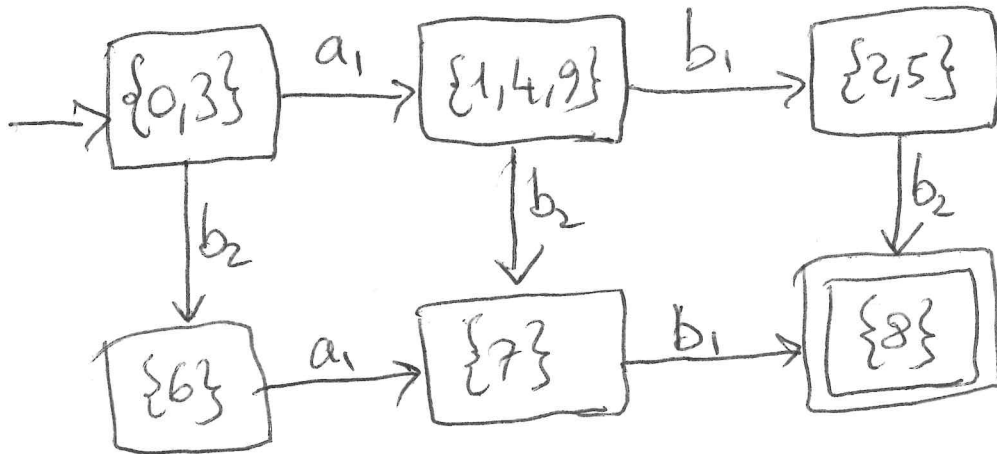 {0,3} a₁ {1,4,9} b₁ {2,5}
b₂ b₂ b₂
{6} a₁ {7} b₁ {8}